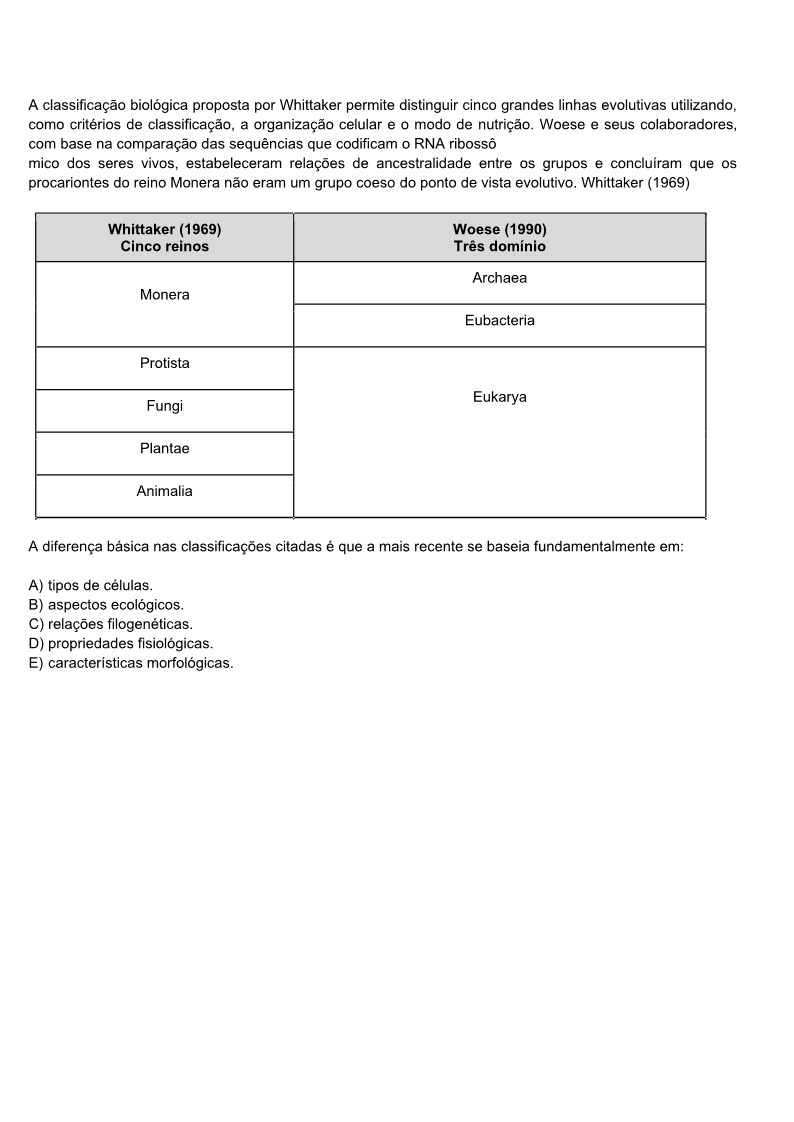 A classificação biológica proposta por Whittaker permite distinguir cinco grandes linhas evolutivas utilizando,
como critérios de classificação, a organização celular e o modo de nutrição. Woese e seus colaboradores,
com base na comparação das sequências que codificam o RNA ribossô
mico dos seres vivos, estabeleceram relações de ancestralidade entre os grupos e concluíram que os
procariontes do reino Monera não eram um grupo coeso do ponto de vista evolutivo. Whittaker (1969)
Whittaker (1969)
Cinco reinos
Woese (1990)
Três domínio
Monera
Archaea
Eubacteria
Protista
Fungi
Plantae
Animalia
Eukarya
A diferença básica nas classificações citadas é que a mais recente se baseia fundamentalmente em:
A) tipos de células.
B) aspectos ecológicos.
C) relações filogenéticas.
D) propriedades fisiológicas.
E) características morfológicas.